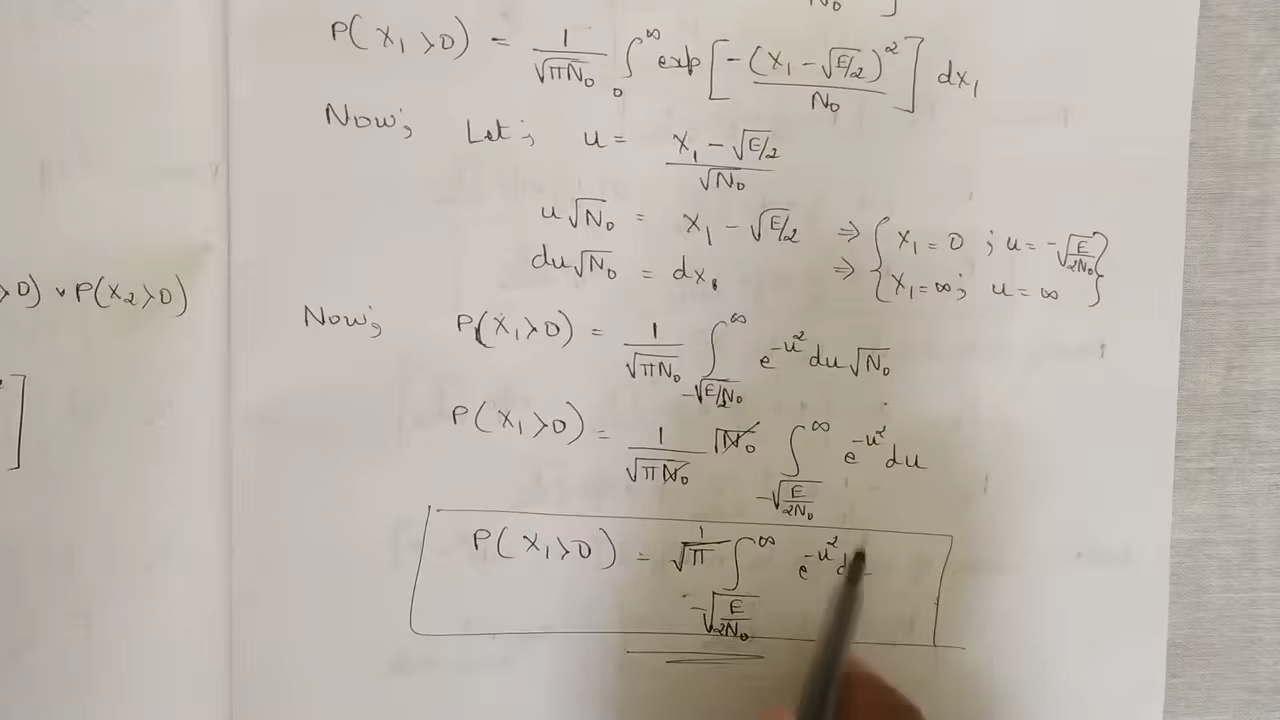 N₀ ]
P(X₁>0) = 1/√πN₀ ∫₀^∞ exp[-(X₁ - √E/2)²/N₀] dx₁
Now; Let; u = X₁ - √E/2 / √N₀
u√N₀ = X₁ - √E/2 ⇒ { X₁ = 0 ; u = -√E/2N₀ }
du√N₀ = dx₁ ⇒ { X₁ = ∞; u = ∞ }
>0) ∨ P(X₂>0)
Now; P(X₁>0) = 1/√πN₀ ∫_{-√E/2N₀}^∞ e^{-u²} du√N₀
]
P(X₁>0) = 1/√πN₀ √N₀ ∫_{-√E/2N₀}^∞ e^{-u²} du
P(X₁>0) = 1/√π ∫_{-√E/2N₀}^∞ e^{-u²} d